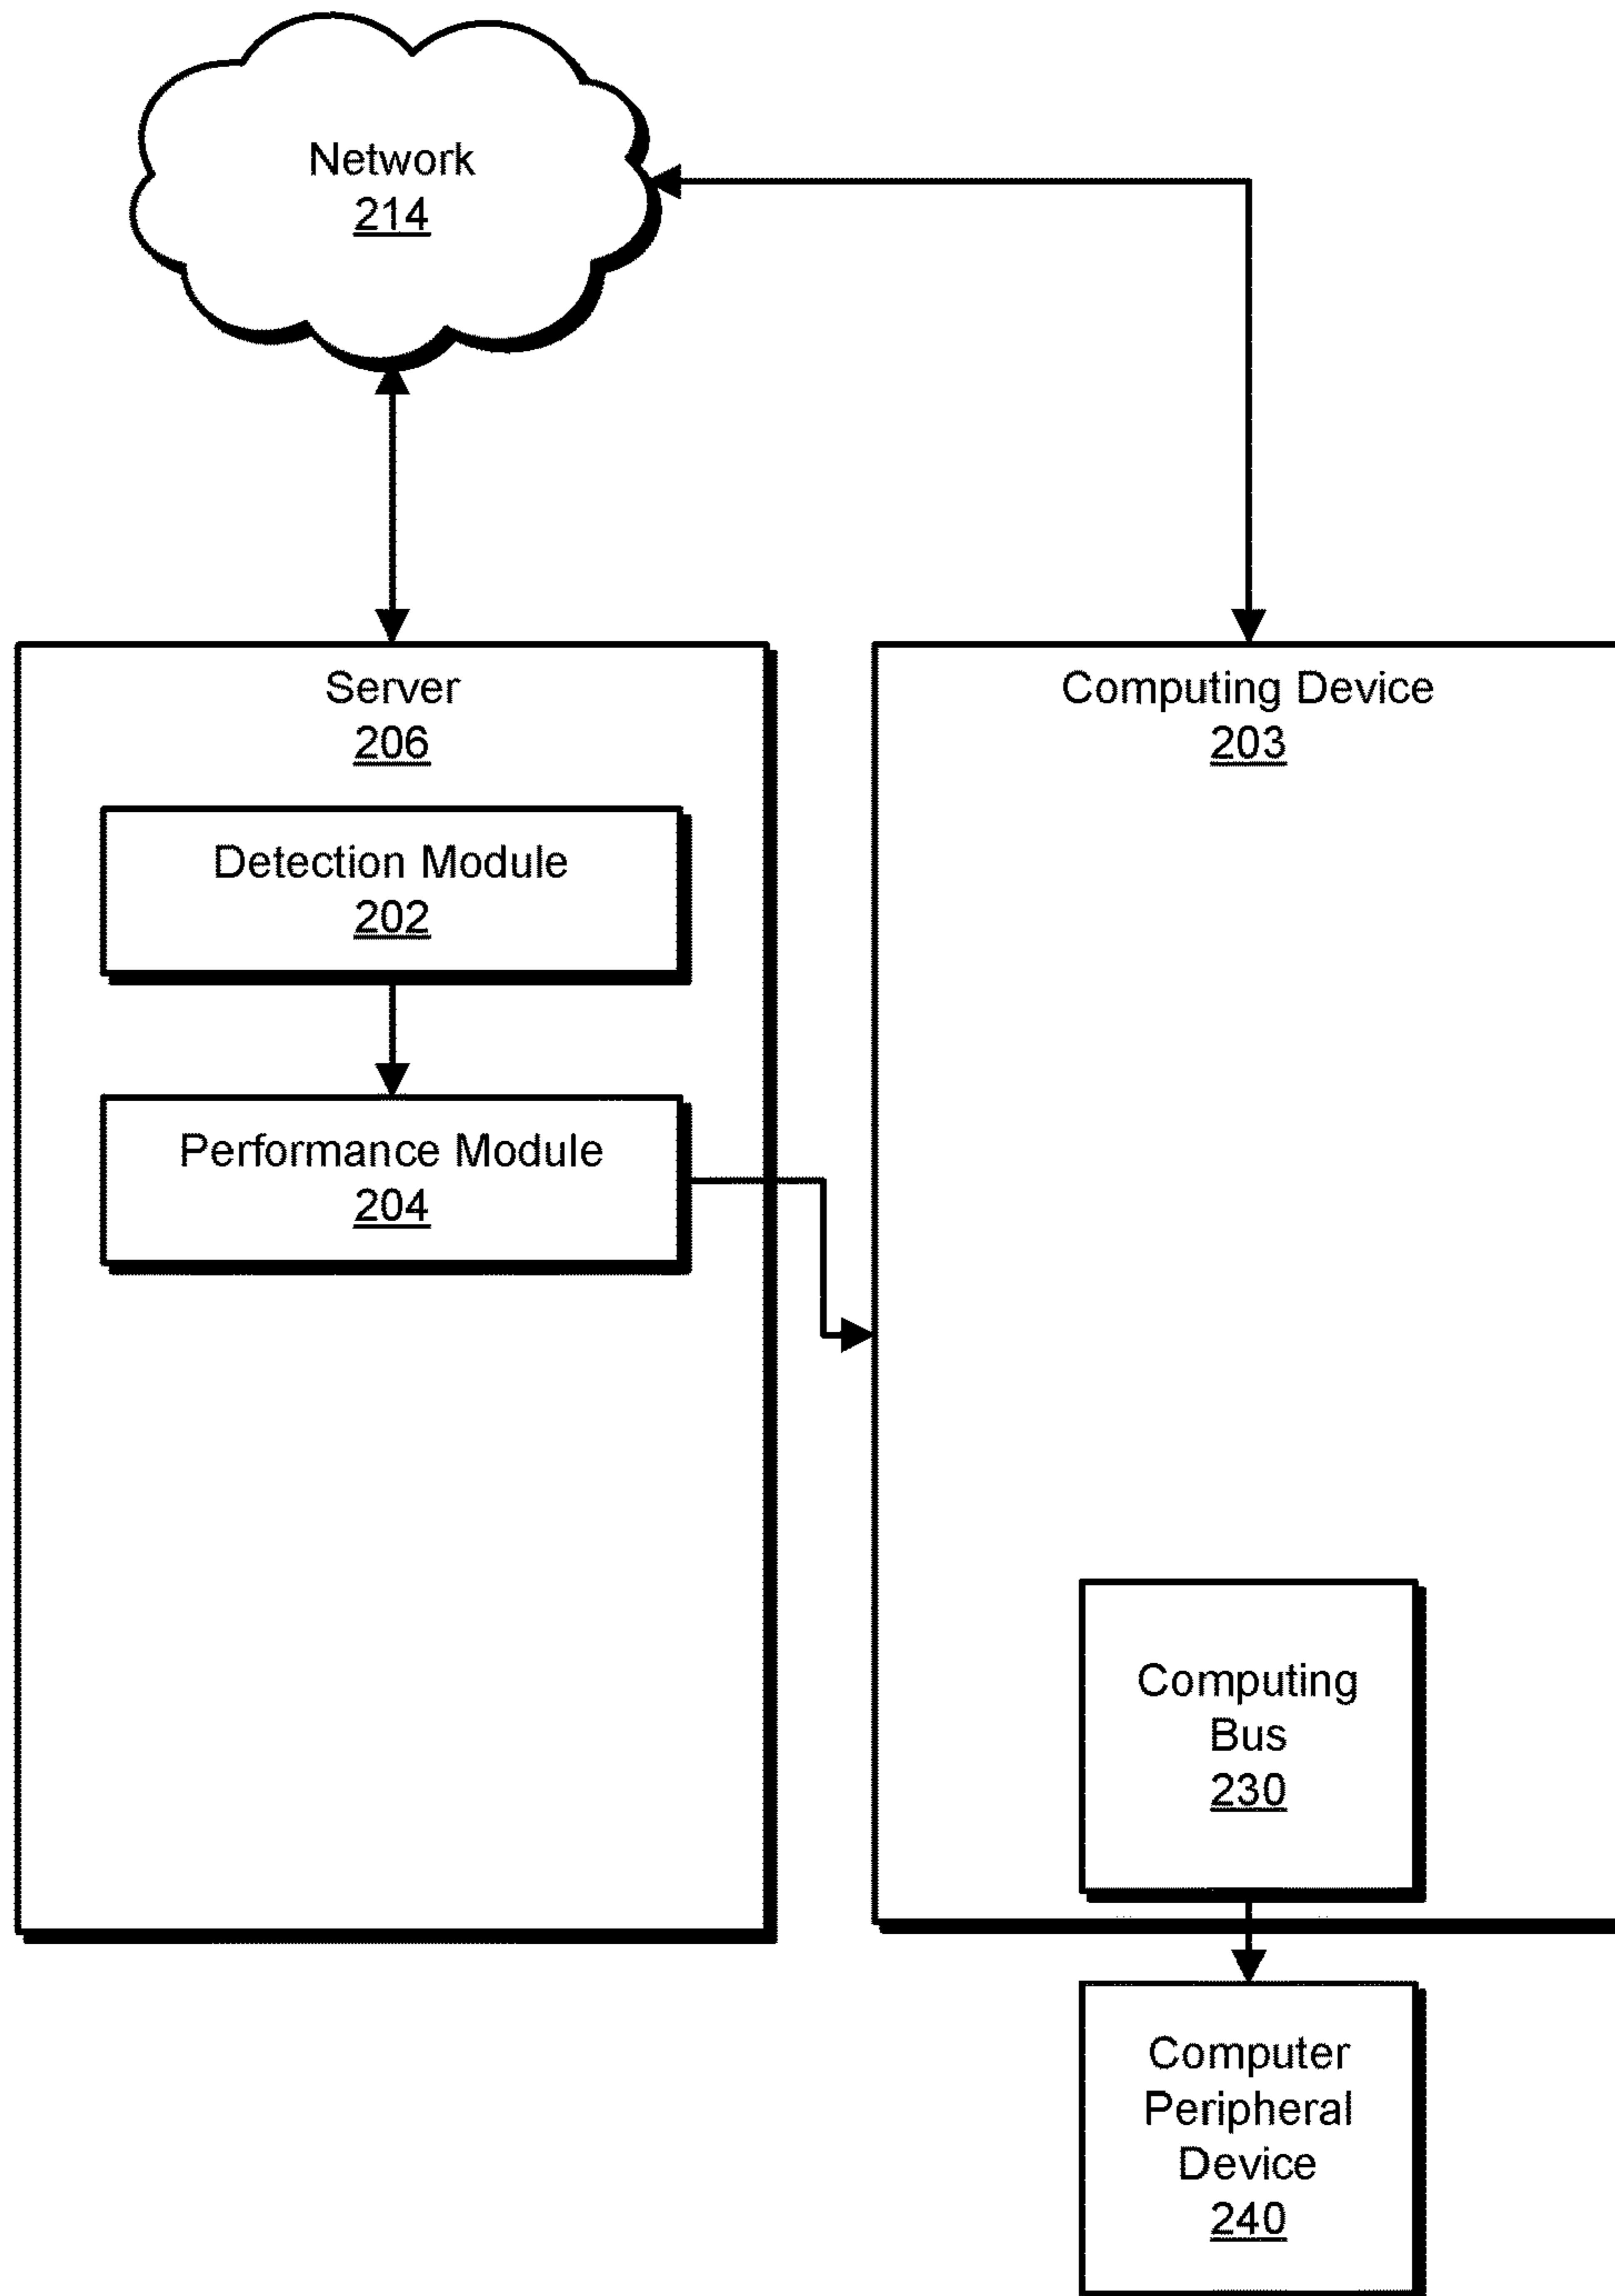 Network
214
Server
206
Detection Module
202
Performance Module
204
Computing Device
203
Computing
Bus
230
Computer
Peripheral
Device
240